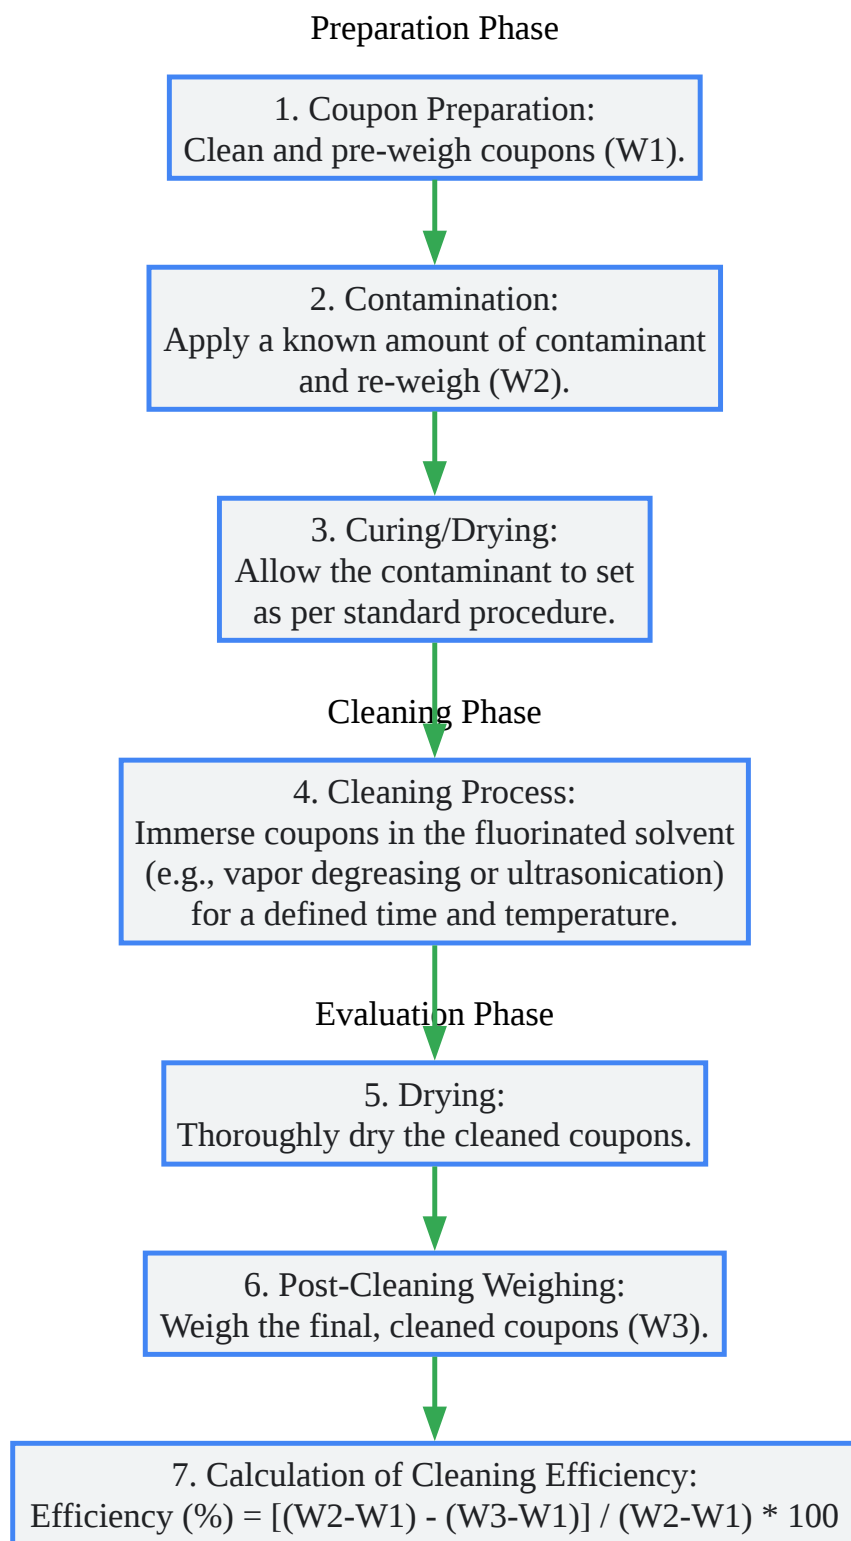 Preparation Phase
1. Coupon Preparation:
Clean and pre-weigh coupons (W1).
2. Contamination:
Apply a known amount of contaminant
and re-weigh (W2).
3. Curing/Drying:
Allow the contaminant to set
as per standard procedure.
Cleaning Phase
4. Cleaning Process:
Immerse coupons in the fluorinated solvent
(e.g., vapor degreasing or ultrasonication)
for a defined time and temperature.
Evaluation Phase
5. Drying:
Thoroughly dry the cleaned coupons.
6. Post-Cleaning Weighing:
Weigh the final, cleaned coupons (W3).
7. Calculation of Cleaning Efficiency:
Efficiency (%) = [(W2-W1) - (W3-W1)] / (W2-W1) * 100